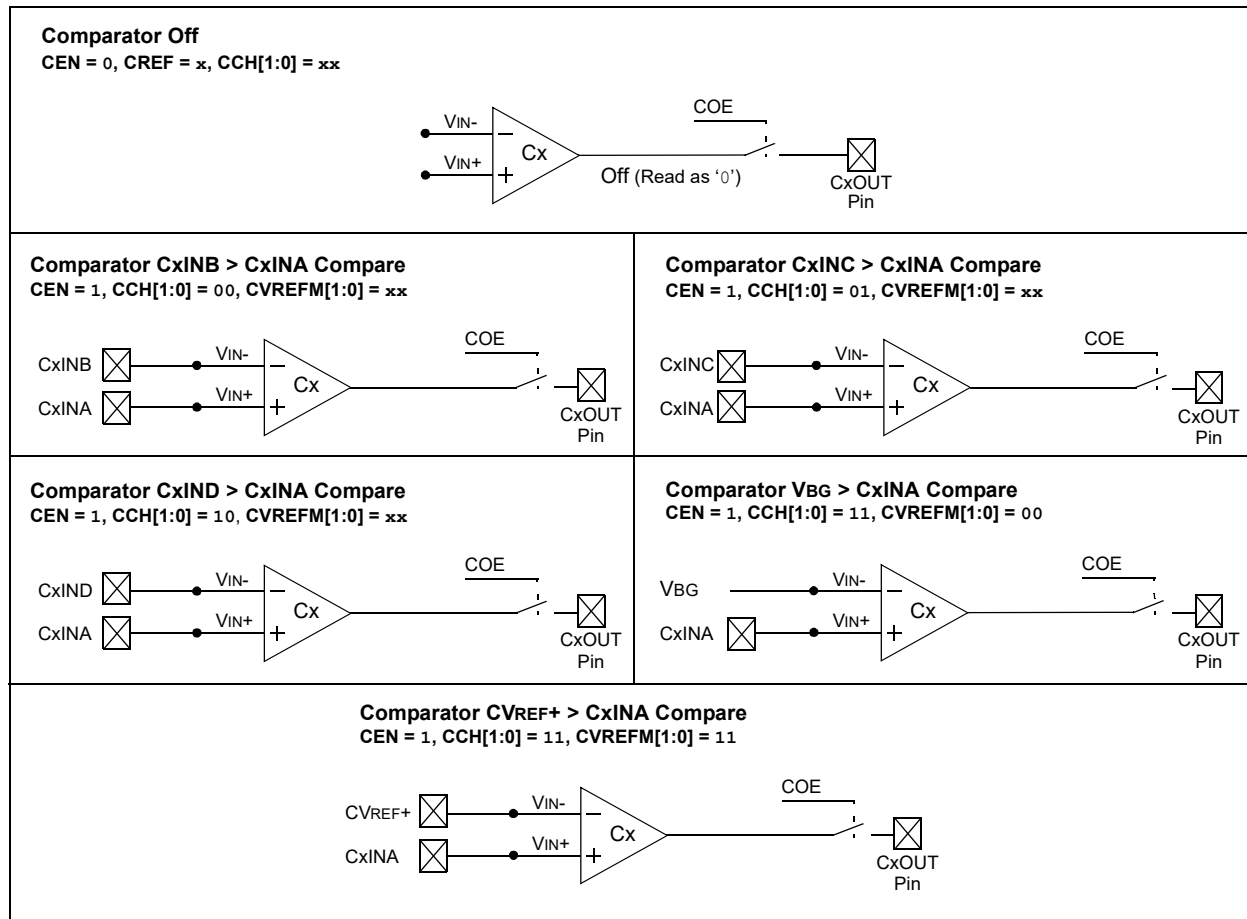 Comparator Off
CEN = 0, CREF = x, CCH[1:0] = xx
COE
VIN-
Cx
VIN+
Off (Read as ‘0’)
CxOUT
Pin
Comparator CxINB > CxINA Compare
CEN = 1, CCH[1:0] = 00, CVREFM[1:0] = xx
COE
CxINB
VIN-
Cx
CxINA
VIN+
CxOUT
Pin
Comparator CxINC > CxINA Compare
CEN = 1, CCH[1:0] = 01, CVREFM[1:0] = xx
COE
CxINC
VIN-
Cx
CxINA
VIN+
CxOUT
Pin
Comparator CxIND > CxINA Compare
CEN = 1, CCH[1:0] = 10, CVREFM[1:0] = xx
COE
CxIND
VIN-
Cx
CxINA
VIN+
CxOUT
Pin
Comparator VBG > CxINA Compare
CEN = 1, CCH[1:0] = 11, CVREFM[1:0] = 00
COE
VBG
VIN-
Cx
CxINA
VIN+
CxOUT
Pin
Comparator CVREF+ > CxINA Compare
CEN = 1, CCH[1:0] = 11, CVREFM[1:0] = 11
COE
CVREF+
VIN-
Cx
CxINA
VIN+
CxOUT
Pin